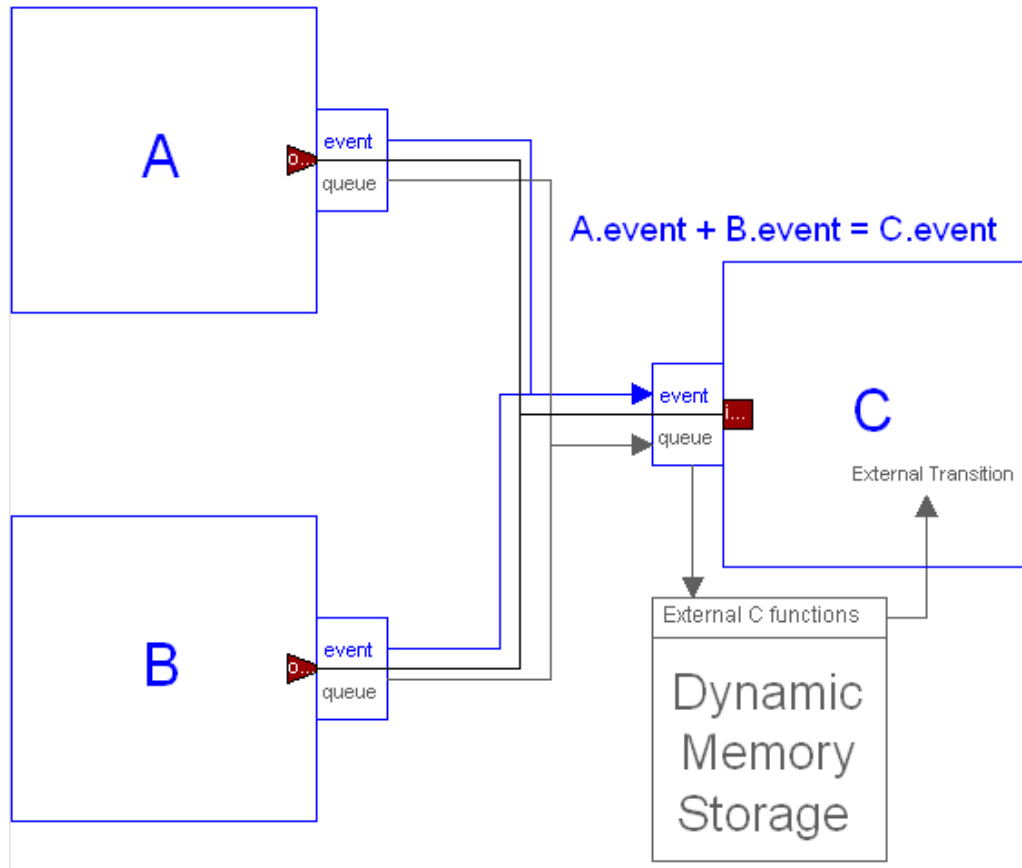 A
event
o...
queue
A.event + B.event = C.event
event
i...
queue
C
External Transition
B
event
o...
queue
External C functions
Dynamic
Memory
Storage